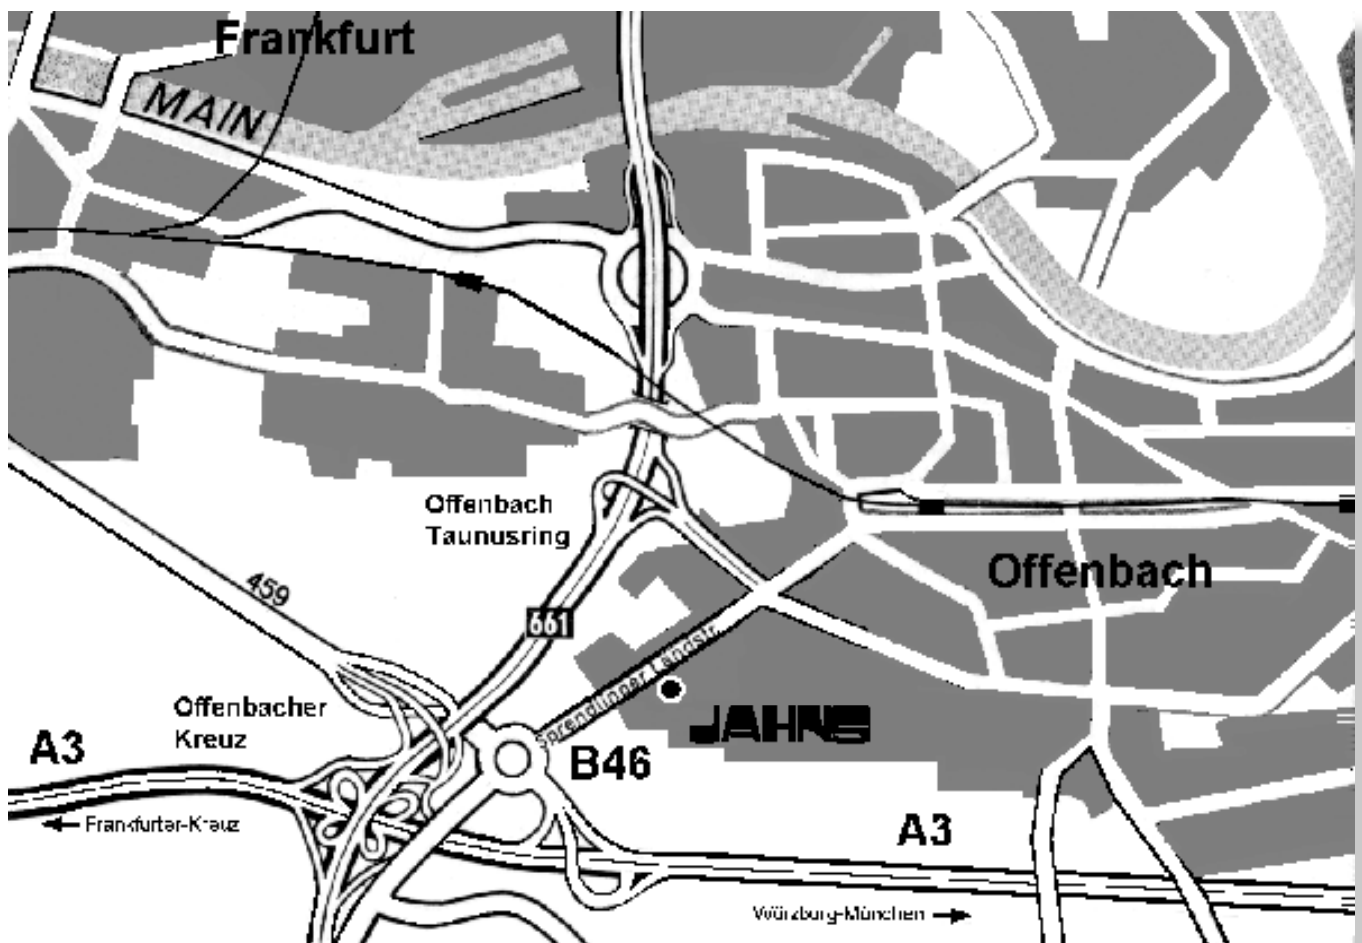 Frankfurt
MAIN
Offenbach
Taunusring
Offenbach
459
661
Sprendlinger Landstr.
Offenbacher
Kreuz
JAHNS
A3
B46
Frankfurter-Kreuz
A3
Würzburg-München